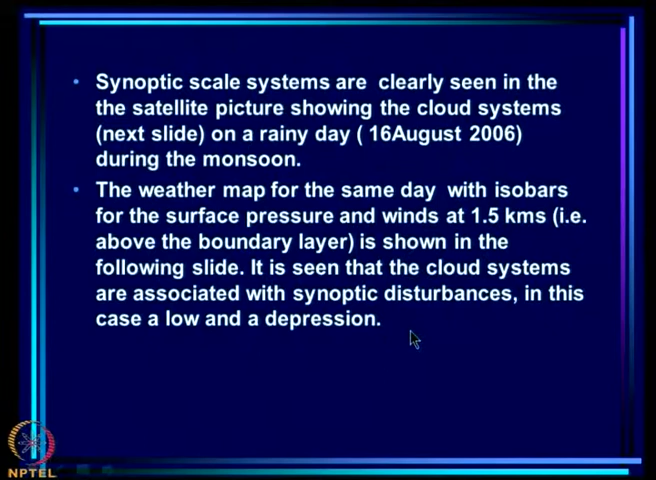 • Synoptic scale systems are clearly seen in the
the satellite picture showing the cloud systems
(next slide) on a rainy day ( 16August 2006)
during the monsoon.
• The weather map for the same day with isobars
for the surface pressure and winds at 1.5 kms (i.e.
above the boundary layer) is shown in the
following slide. It is seen that the cloud systems
are associated with synoptic disturbances, in this
case a low and a depression.
NPTEL